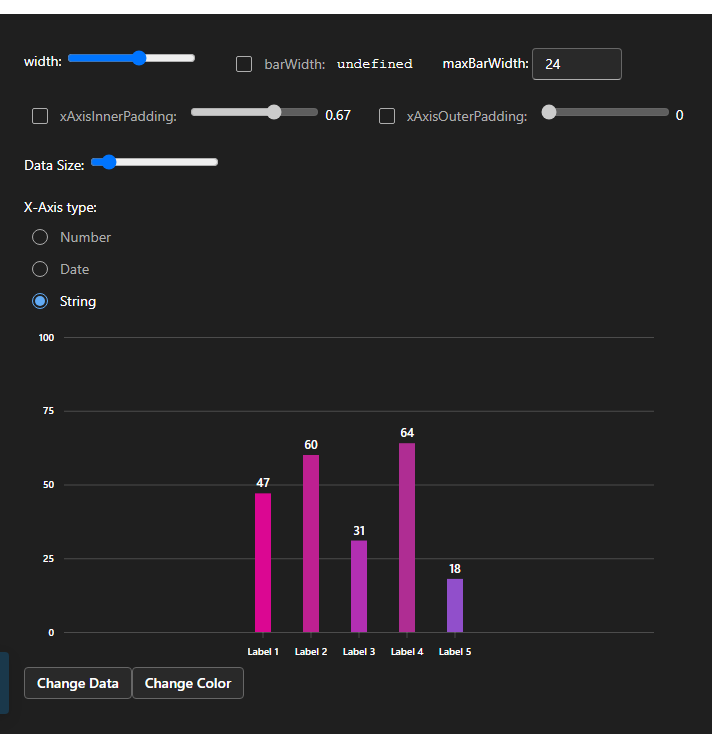 width: barWidth: undefined maxBarWidth: 24
xAxisInnerPadding: 0.67 xAxisOuterPadding: 0
Data Size:
X-Axis type:
Number
Date
String
100
75
64
60
50
47
31
25
18
0
Label 1 Label 2 Label 3 Label 4 Label 5
Change Data Change Color